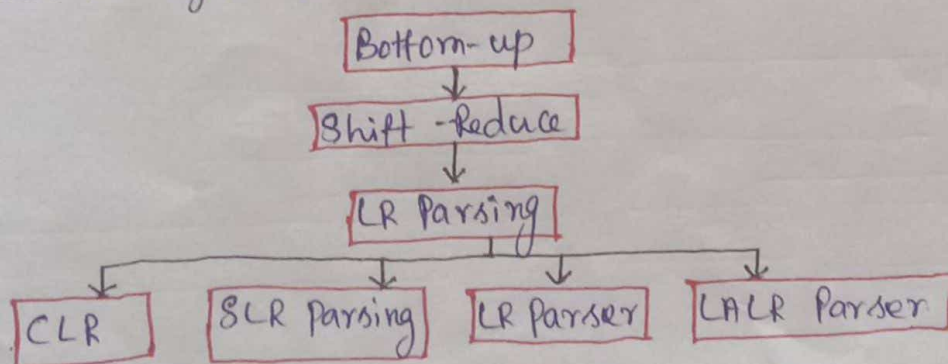 Bottom-up
Shift-Reduce
LR Parsing
CLR
SLR Parsing
LR Parser
LALR Parser